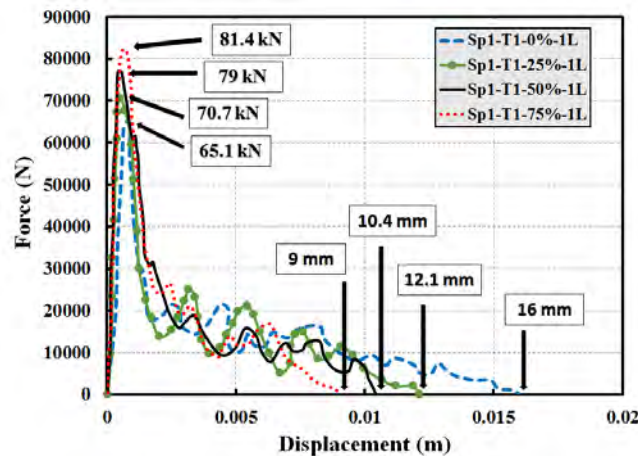 90000
80000
70000
60000
50000
40000
30000
20000
10000
0
Force (N)
81.4 kN
79 kN
70.7 kN
65.1 kN
Sp1-T1-0%-1L
Sp1-T1-25%-1L
Sp1-T1-50%-1L
Sp1-T1-75%-1L
9 mm
10.4 mm
12.1 mm
16 mm
0
0.005
0.01
0.015
0.02
Displacement (m)